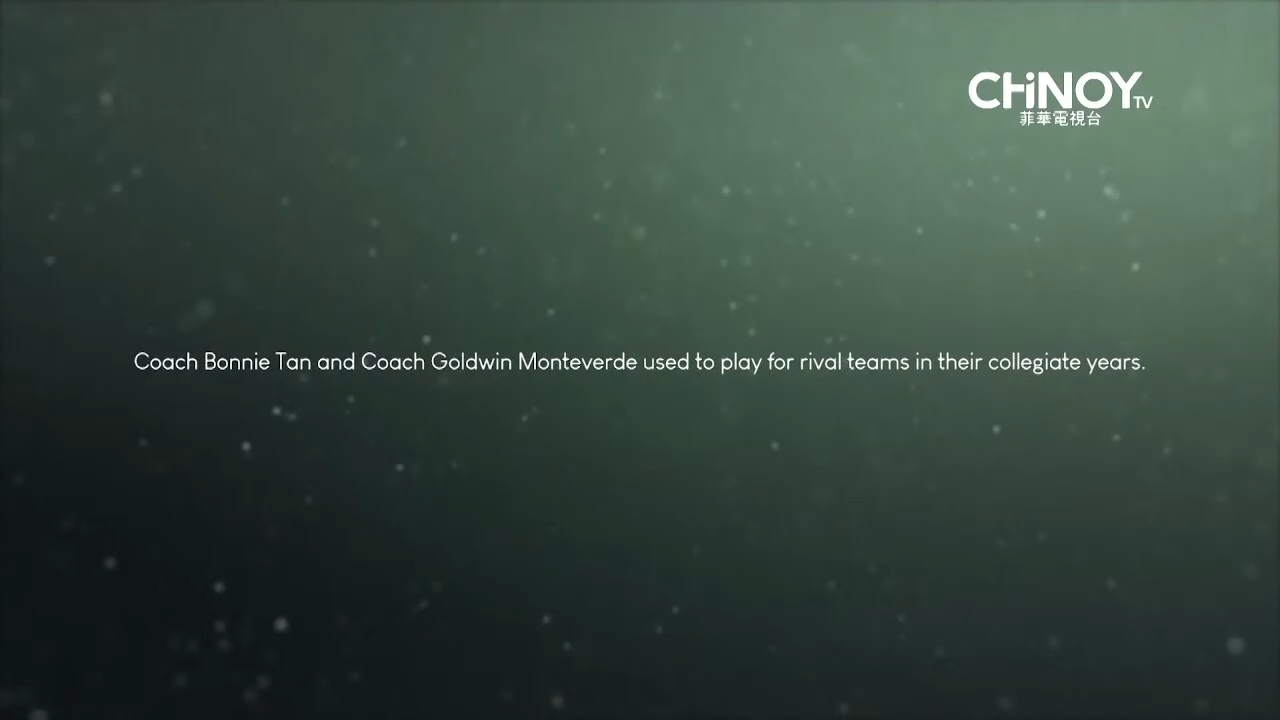 CHiNOY TV
菲華電視台
Coach Bonnie Tan and Coach Goldwin Monteverde used to play for rival teams in their collegiate years.